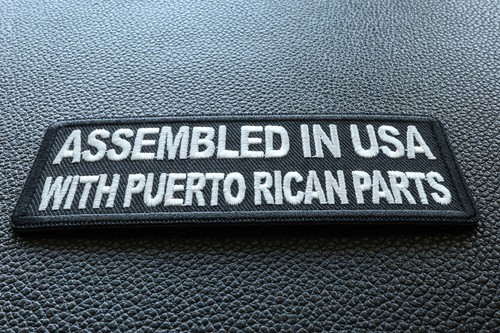 ASSEMBLED IN USA
WITH PUERTO RICAN PARTS